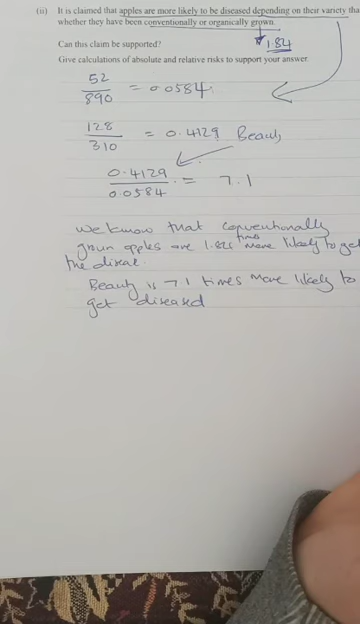 (ii) It is claimed that apples are more likely to be diseased depending on their variety tha
whether they have been conventionally or organically grown.
Can this claim be supported?
1.84
Give calculations of absolute and relative risks to support your answer.
52/890 = 0.0584
128/310 = 0.4129 Beauty
0.4129/0.0584 = 7.1
We know that conventionally
grown apples are 1.826 times more likely to get
the disease.
Beauty is 7.1 times more likely to
get diseased